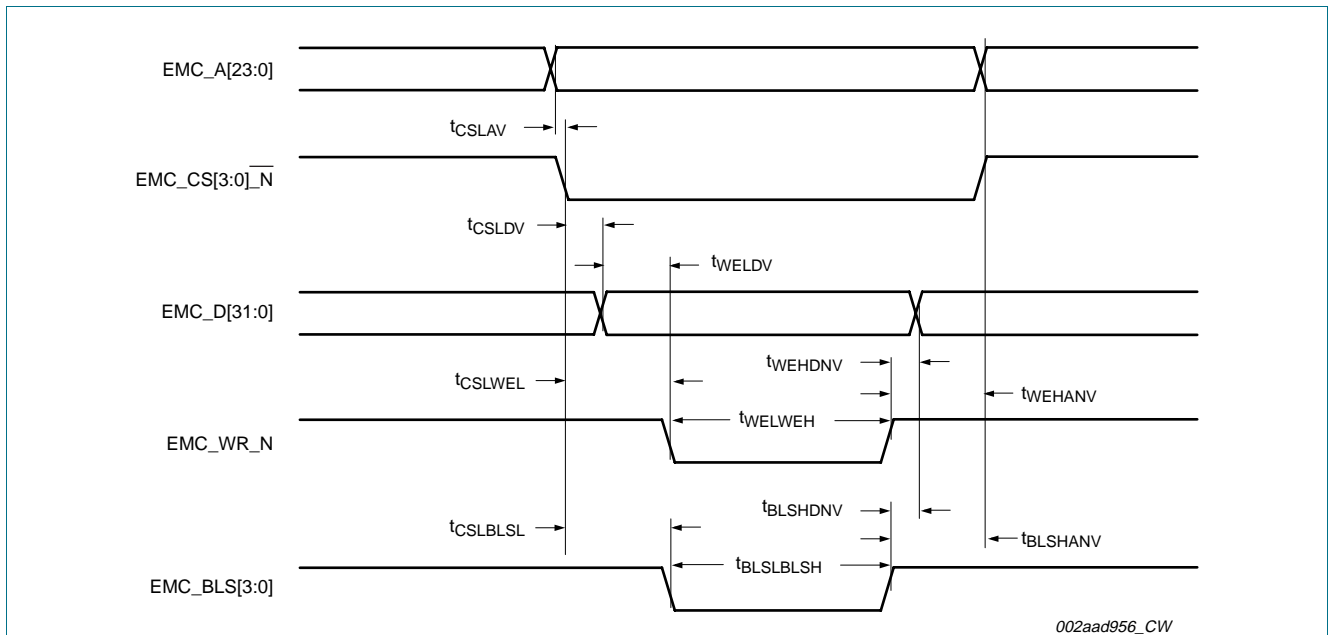 EMC_A[23:0]
tCSLAV
EMC_CS[3:0]_N
tCSLDV
tWELDV
EMC_D[31:0]
tWEHDNV
tCSLWEL
tWEHANV
tWELWEH
EMC_WR_N
tBLSHDNV
tCSLBLSL
tBLSHANV
tBLSLBLSH
EMC_BLS[3:0]
002aad956_CW